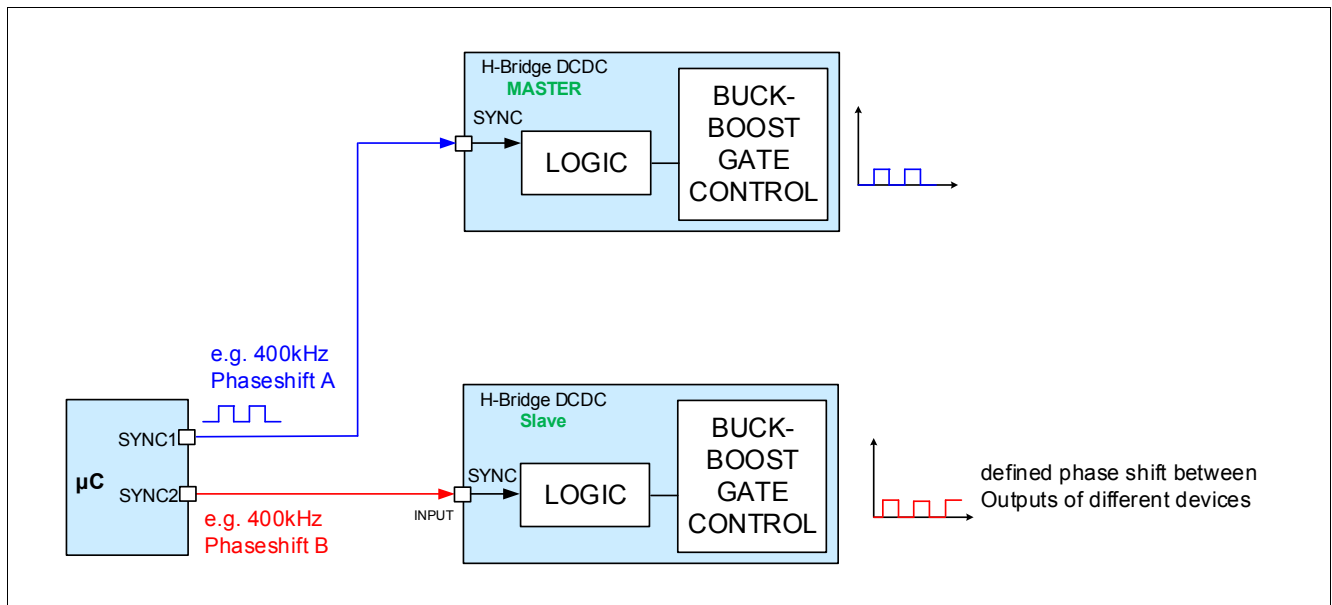 H-Bridge DCDC
MASTER
SYNC
LOGIC
BUCK-
BOOST
GATE
CONTROL
e.g. 400kHz
Phaseshift A
µC
SYNC1
SYNC2
e.g. 400kHz
Phaseshift B
INPUT
H-Bridge DCDC
Slave
SYNC
LOGIC
BUCK-
BOOST
GATE
CONTROL
defined phase shift between
Outputs of different devices